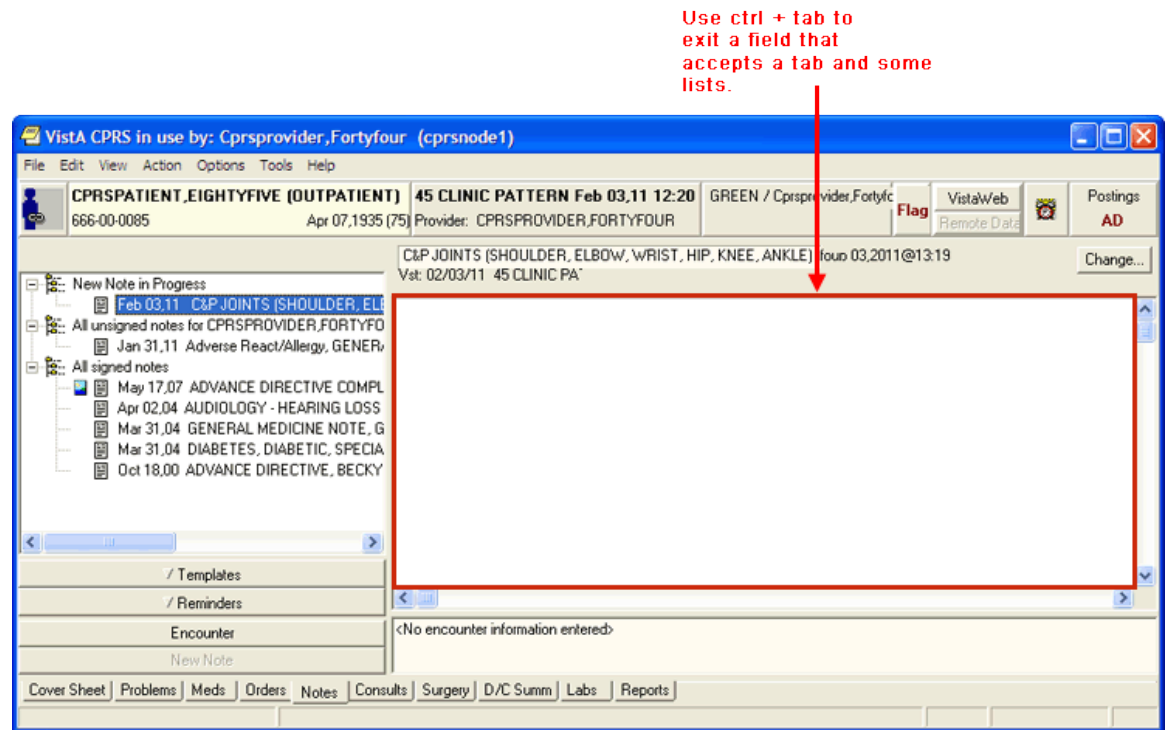 Use ctrl + tab to
exit a field that
accepts a tab and some
lists.
VistA CPRS in use by: Cprsprovider,Fortyfour (cprsnode1)
File Edit View Action Options Tools Help
CPRSPATIENT,EIGHTYFIVE (OUTPATIENT) 45 CLINIC PATTERN Feb 03,11 12:20 GREEN / Cprsprovider,Fortyfc Flag VistaWeb Postings
666-00-0085 Apr 07,1935 (75) Provider: CPRSPROVIDER,FORTYFOUR Remote Data AD
C&P JOINTS (SHOULDER, ELBOW, WRIST, HIP, KNEE, ANKLE) 03,2011@13:19 Change...
Vst: 02/03/11 45 CLINIC PA
New Note in Progress
Feb 03,11 C&P JOINTS (SHOULDER, ELE
All unsigned notes for CPRSPROVIDER,FORTYFO
Jan 31,11 Adverse React/Allergy, GENER
All signed notes
May 17,07 ADVANCE DIRECTIVE COMPL
Apr 02,04 AUDIOLOGY - HEARING LOSS
Mar 31,04 GENERAL MEDICINE NOTE, G
Mar 31,04 DIABETES, DIABETIC, SPECIA
Oct 18,00 ADVANCE DIRECTIVE, BECKY
/ Templates
/ Reminders
Encounter
<No encounter information entered>
New Note
Cover Sheet Problems Meds Orders Notes Consults Surgery D/C Summ Labs Reports